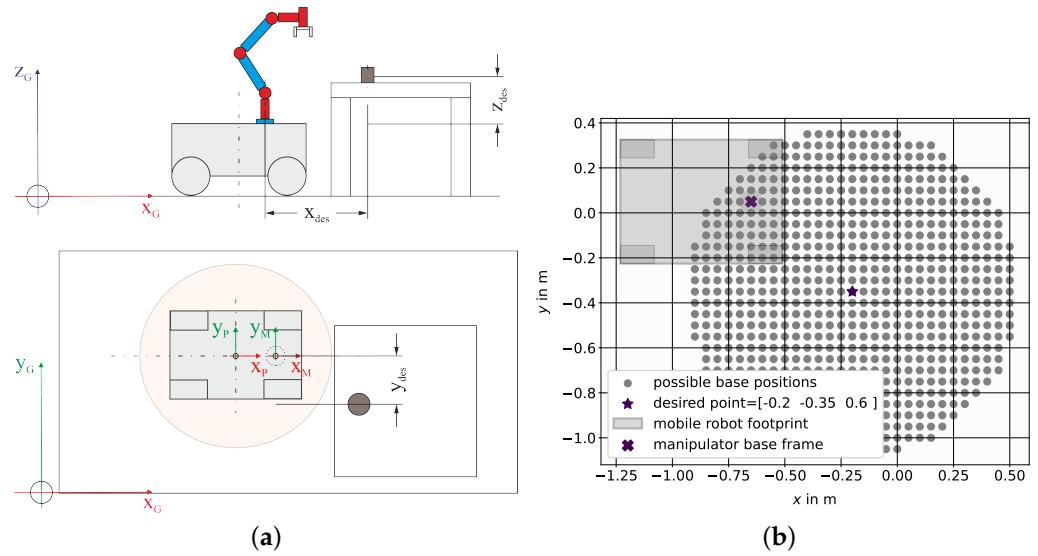 z_G
x_G
x_des
z_des
y_G
x_G
y_P
y_M
x_P
x_M
y_des
(a)
0.4
0.2
0.0
−0.2
−0.4
−0.6
−0.8
−1.0
y in m
possible base positions
desired point=[-0.2 -0.35 0.6 ]
mobile robot footprint
manipulator base frame
−1.25 −1.00 −0.75 −0.50 −0.25 0.00 0.25 0.50
x in m
(b)